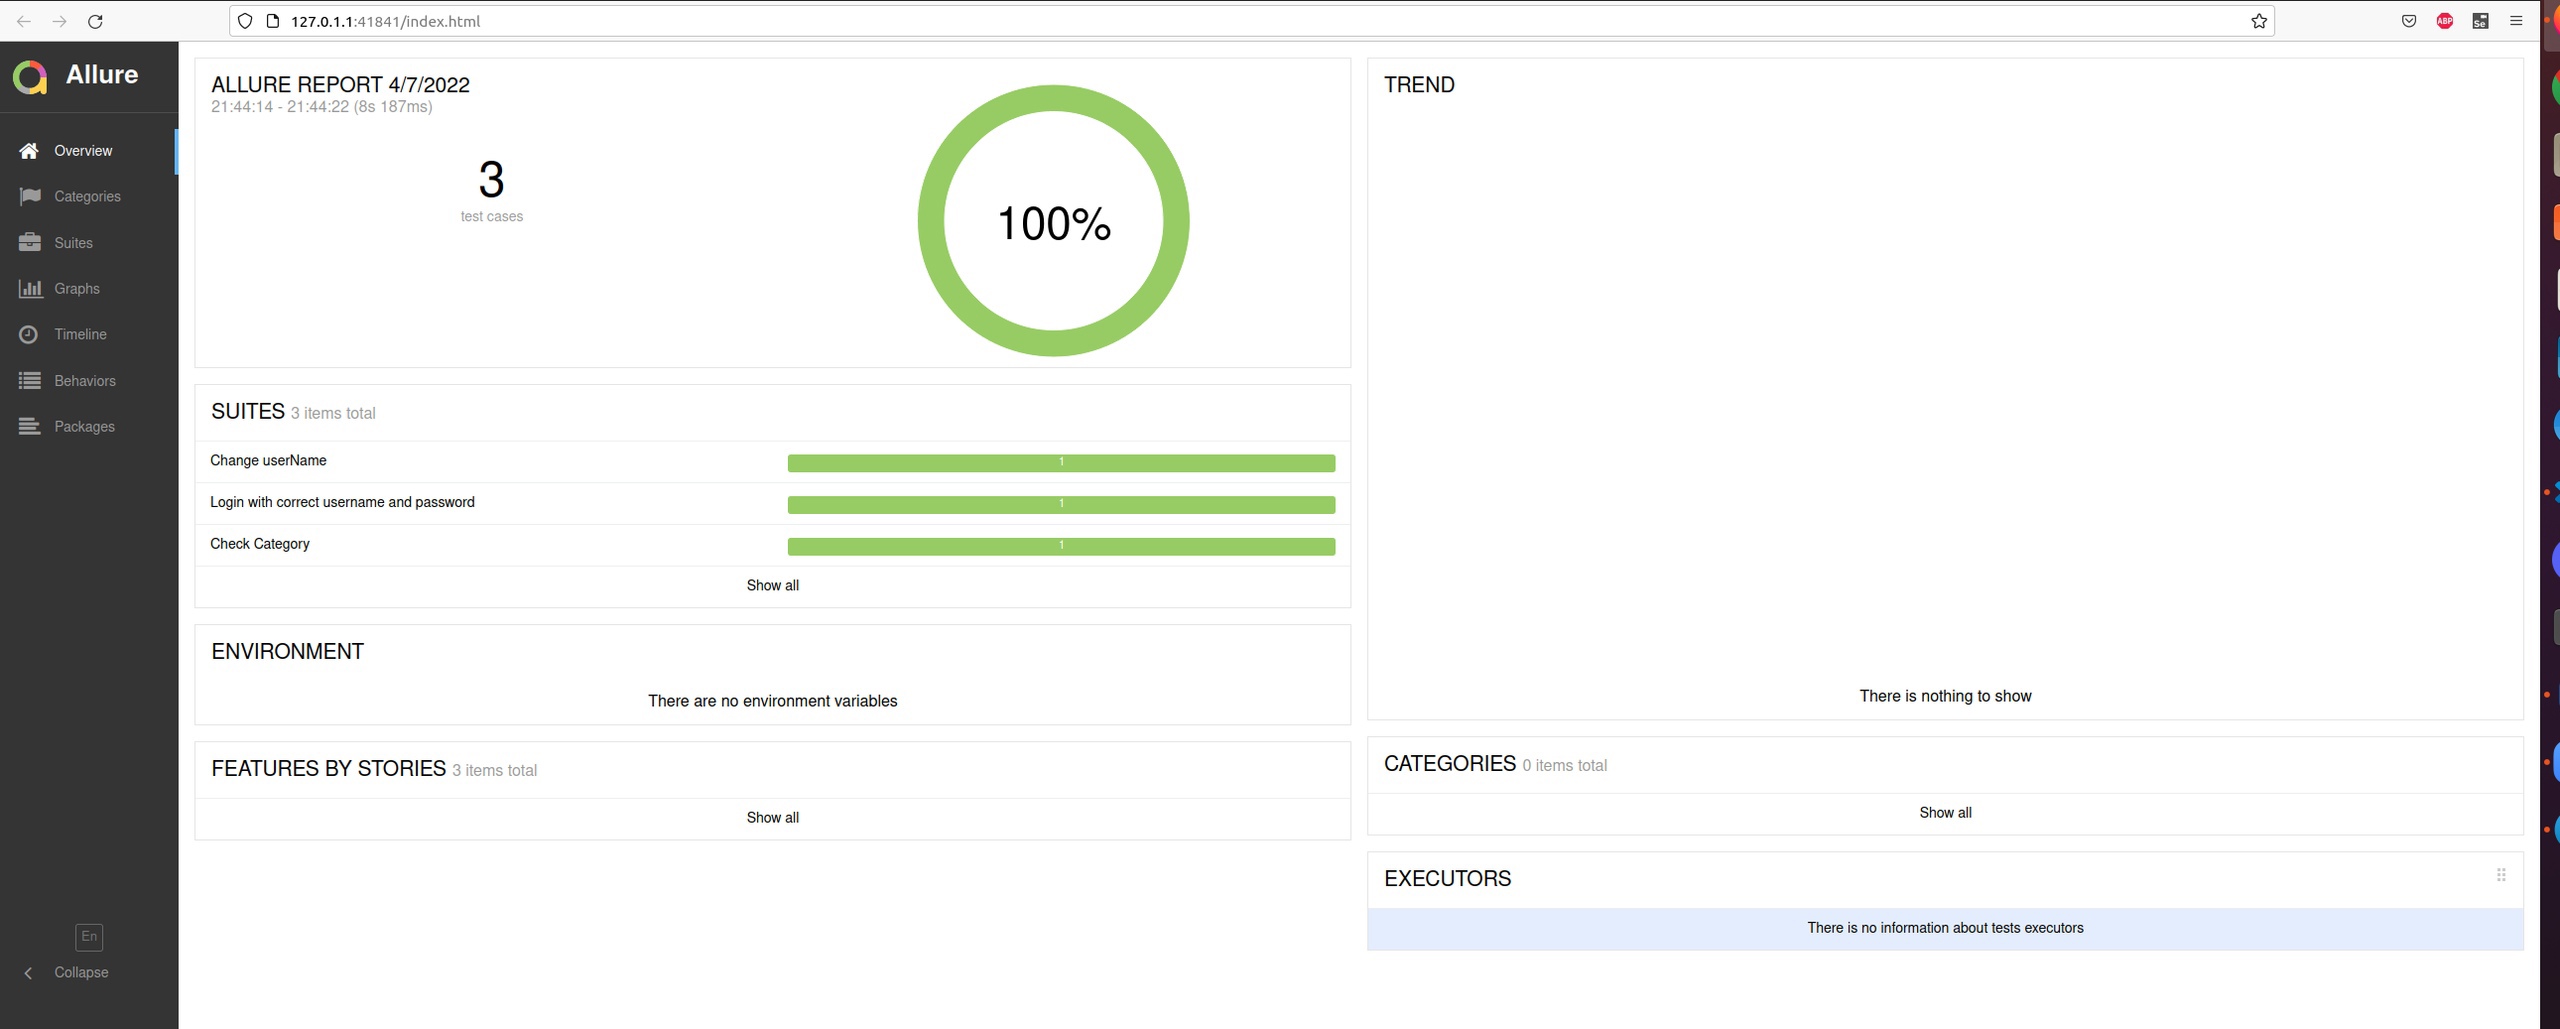 127.0.1.1:41841/index.html
ABP
Se
Allure
Overview
Categories
Suites
Graphs
Timeline
Behaviors
Packages
En
Collapse
ALLURE REPORT 4/7/2022
21:44:14 - 21:44:22 (8s 187ms)
3
test cases
100%
SUITES 3 items total
Change userName 1
Login with correct username and password 1
Check Category 1
Show all
ENVIRONMENT
There are no environment variables
FEATURES BY STORIES 3 items total
Show all
TREND
There is nothing to show
CATEGORIES 0 items total
Show all
EXECUTORS
There is no information about tests executors